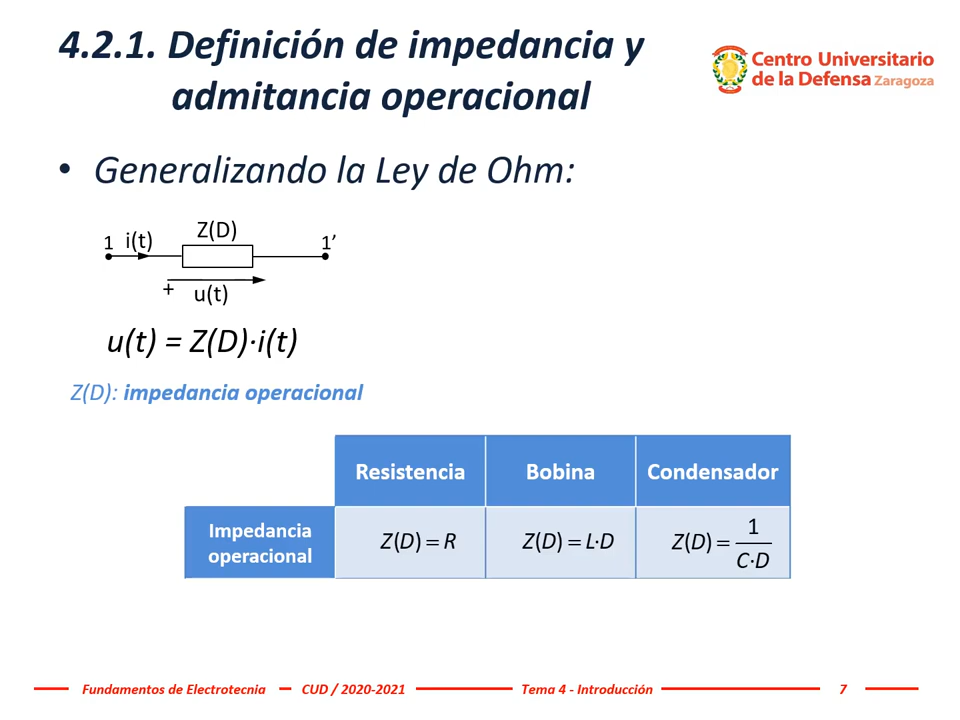 4.2.1. Definición de impedancia y
admitancia operacional
Centro Universitario
de la Defensa Zaragoza
• Generalizando la Ley de Ohm:
Z(D)
1 i(t) 1’
+ u(t)
u(t) = Z(D)·i(t)
Z(D): impedancia operacional
Resistencia Bobina Condensador
Impedancia
operacional
Z(D) = R
Z(D) = L·D
Z(D) = 1
C·D
Fundamentos de Electrotecnia CUD / 2020-2021 Tema 4 - Introducción 7